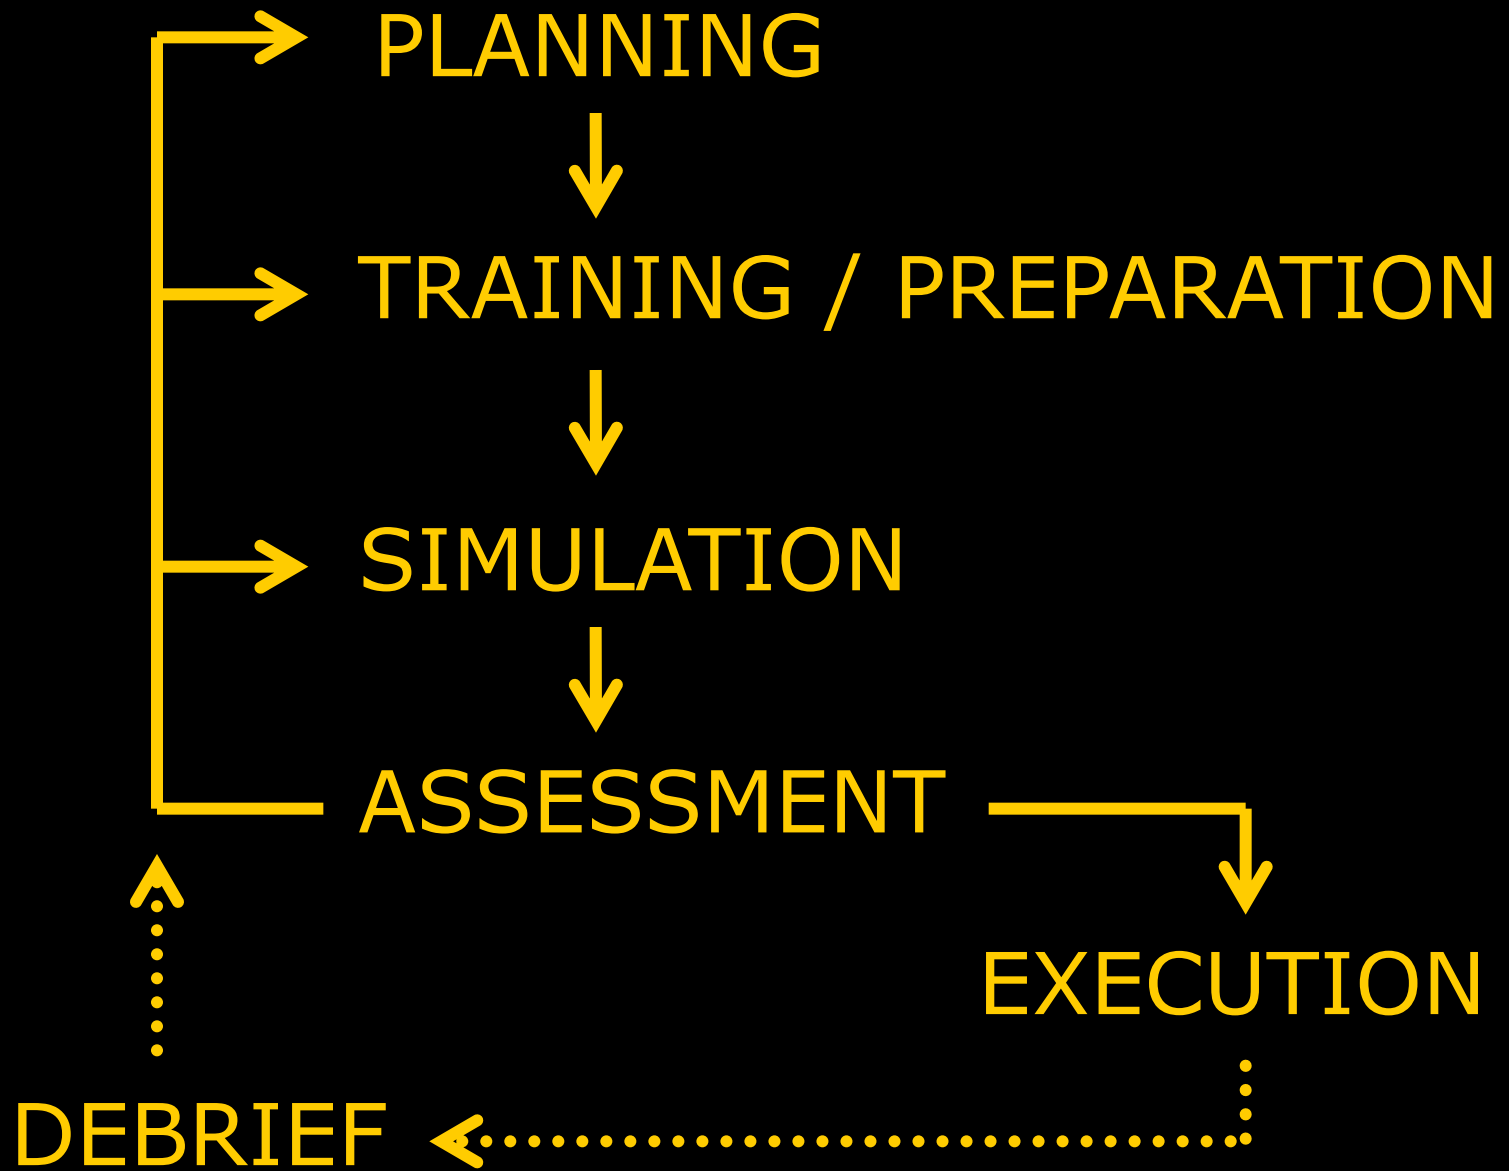 PLANNING
TRAINING / PREPARATION
SIMULATION
ASSESSMENT
EXECUTION
DEBRIEF